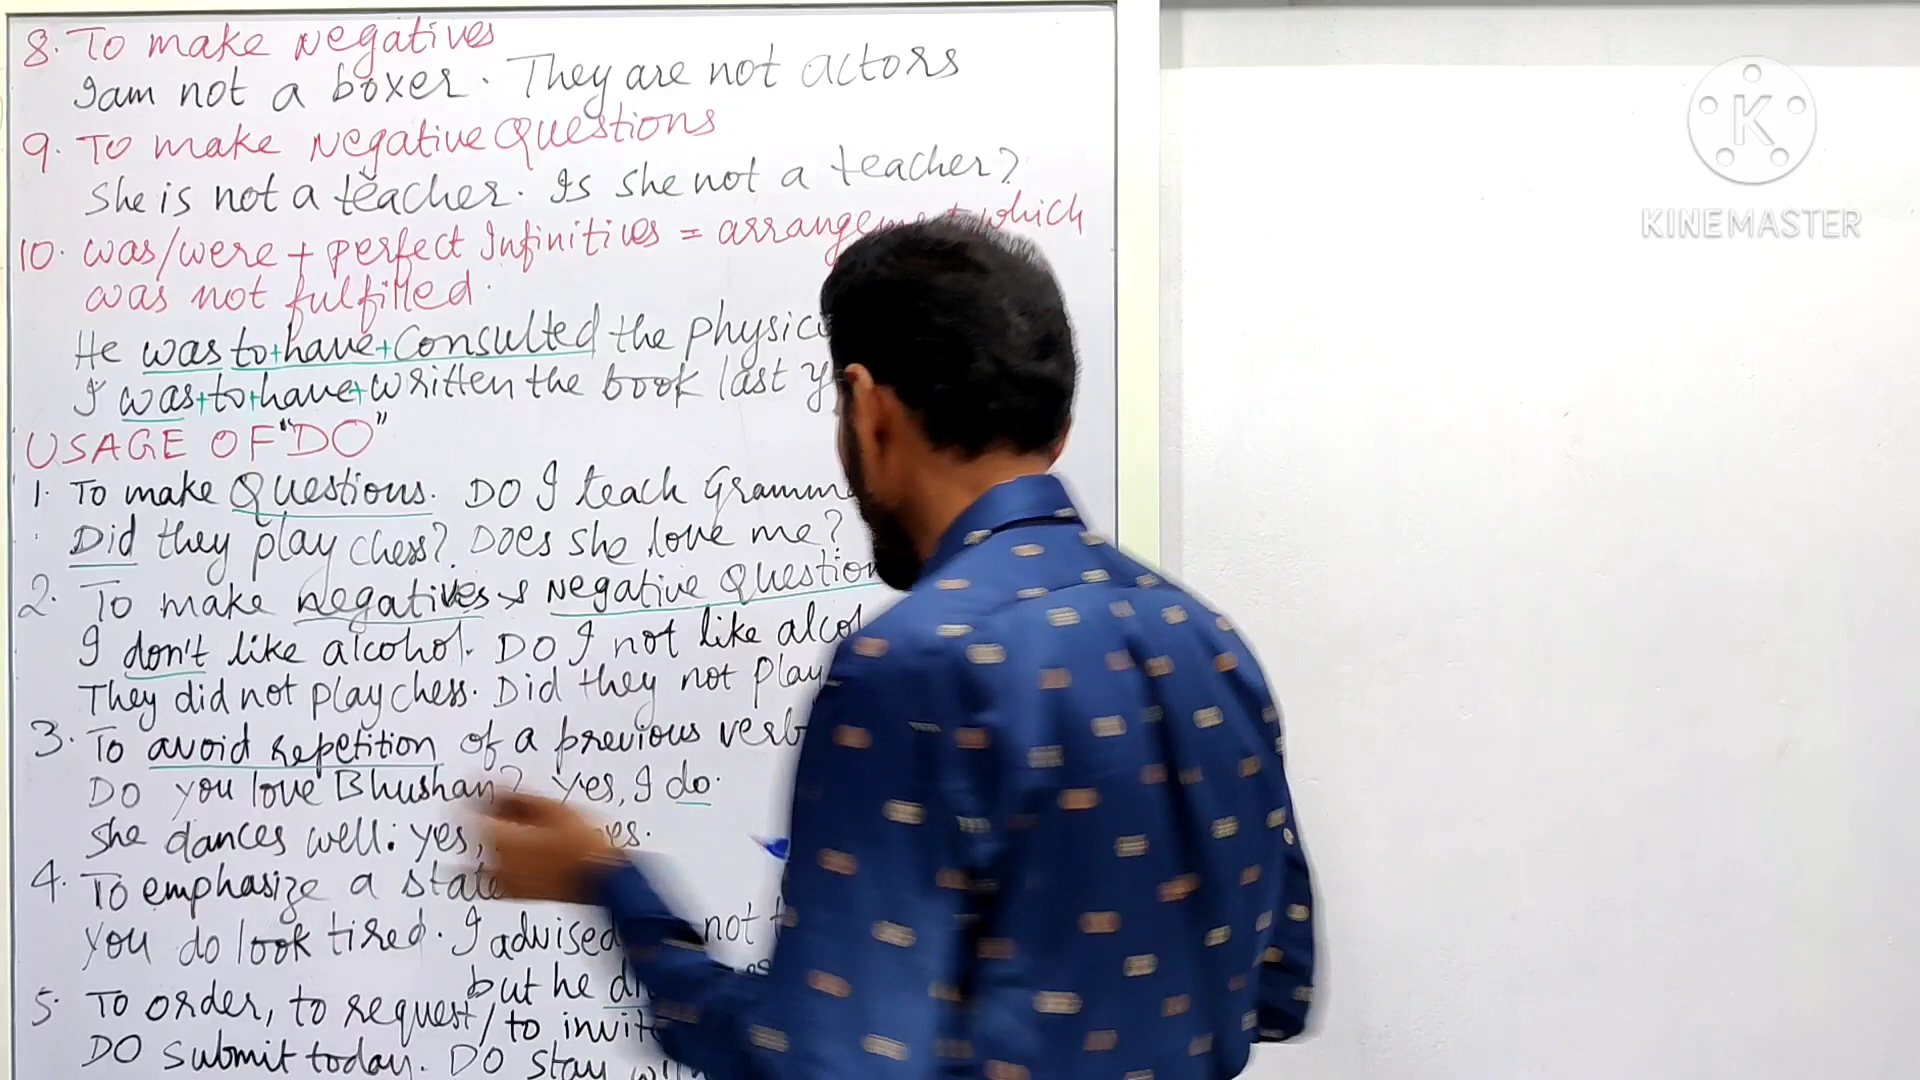 8. To make negatives
I am not a boxer. They are not actors
9. To make negative Questions
She is not a teacher. Is she not a teacher?
10. was/were + perfect Infinitives = arrangement which
was not fulfilled.
He was to+have+Consulted the
I was+to+have+written the book last
USAGE OF "DO"
1. To make Questions. DO I teach
Did they play chess? Does she love me?
2. To make negatives & negative Question
I don't like alcohol. DO I not like
They did not play chess. Did they not play
3. To avoid repetition of a previous verb
Do you love Bhushan? Yes, I do.
She dances well. Yes,
4. To emphasize a
You do look tired. I advised not
but he
5. To order, to request/to invite
DO submit today. DO stay
K
KINEMASTER